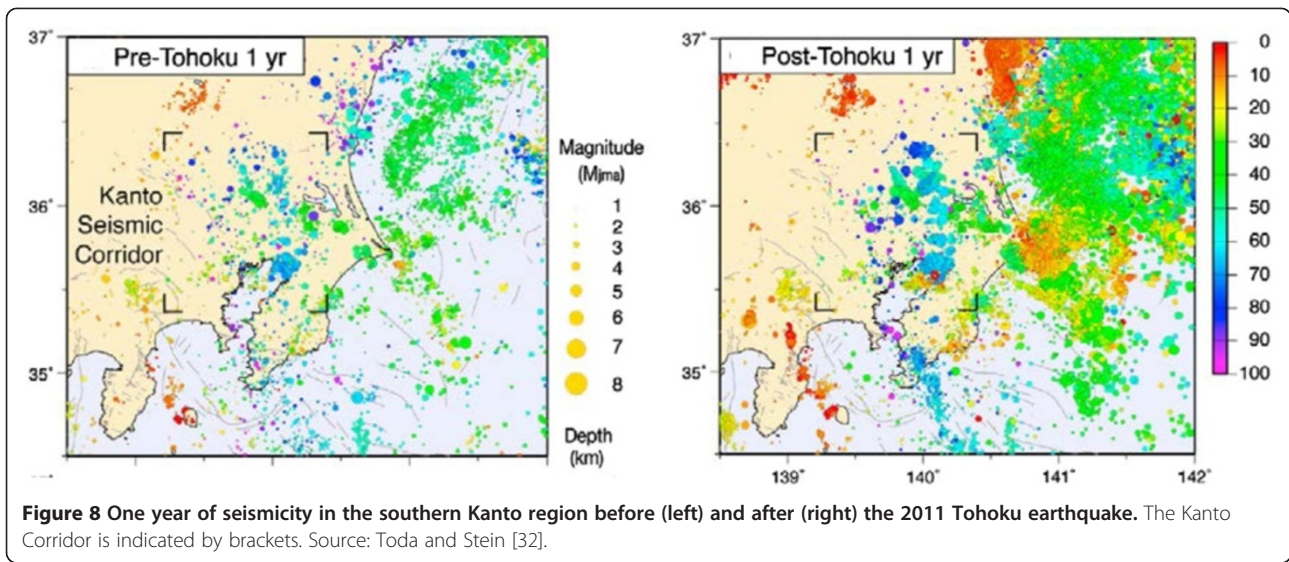 37°
Pre-Tohoku 1 yr
36°
Kanto
Seismic
Corridor
35°
Magnitude
(Mjma)
1
2
3
4
5
6
7
8
Depth
(km)
37°
Post-Tohoku 1 yr
36°
35°
139°
140°
141°
142°
0
10
20
30
40
50
60
70
80
90
100
Figure 8 One year of seismicity in the southern Kanto region before (left) and after (right) the 2011 Tohoku earthquake. The Kanto
Corridor is indicated by brackets. Source: Toda and Stein [32].